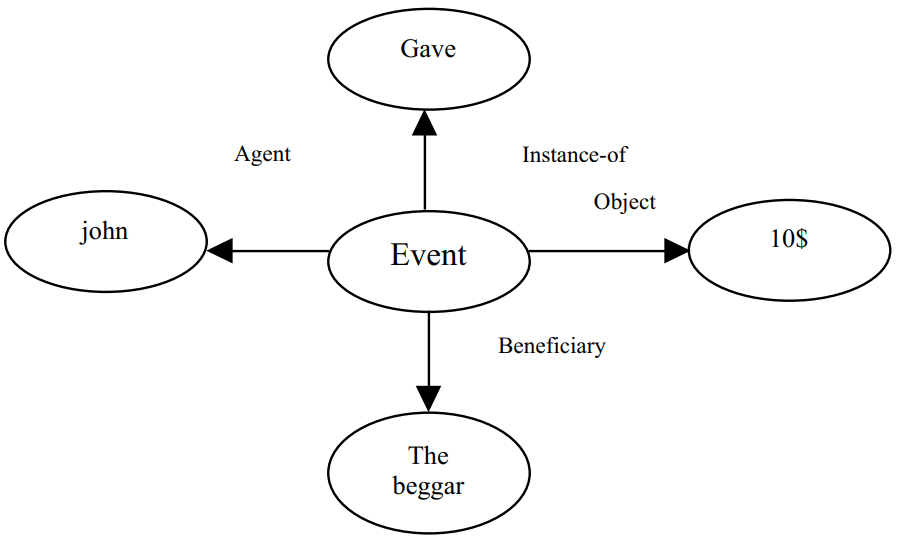 Gave
Agent
Instance-of
Object
john
Event
10$
Beneficiary
The
beggar